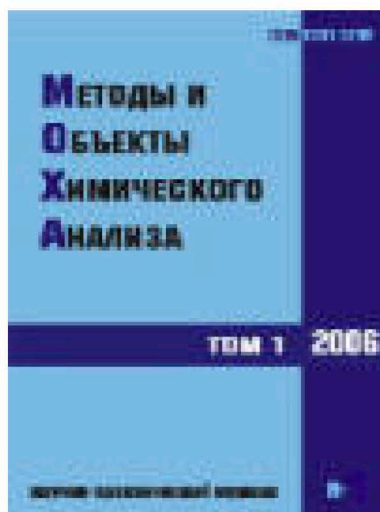 Методы и
Объекты
Химического
Анализа
ТОМ 1 2006